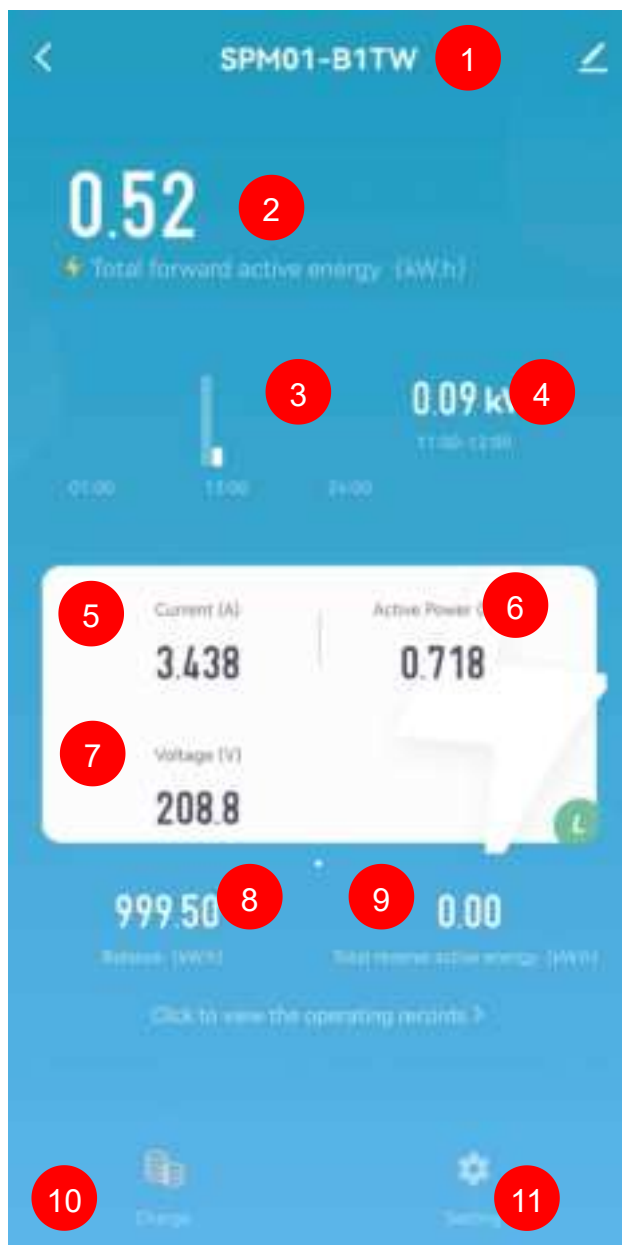 SPM01-B1TW 1
0.52 2
Total forward active energy (kW.h)
3 0.09 4
11:00-12:00
01:00 13:00 24:00
5 Current (A) Active Power 6
3.438 0.718
7 Voltage (V)
208.8
L
999.50 8 9 0.00
Balance (kW.h) Total reverse active energy (kW.h)
Click to view the operating records >
10 Charge 11